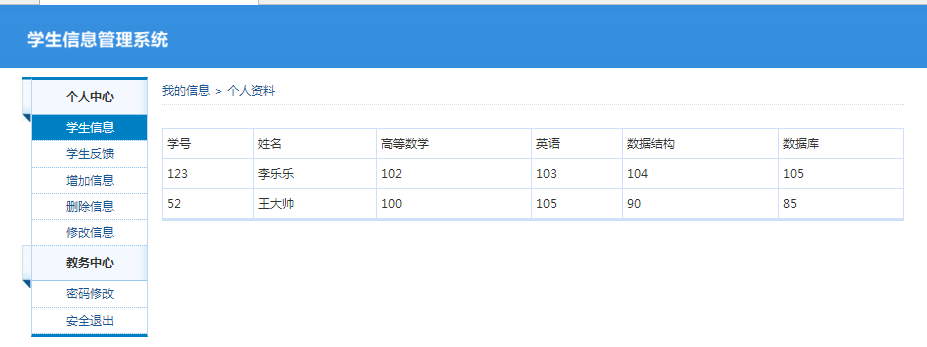 学生信息管理系统
个人中心
学生信息
学生反馈
增加信息
删除信息
修改信息
教务中心
密码修改
安全退出
我的信息 > 个人资料
学号 姓名 高等数学 英语 数据结构 数据库
123 李乐乐 102 103 104 105
52 王大帅 100 105 90 85